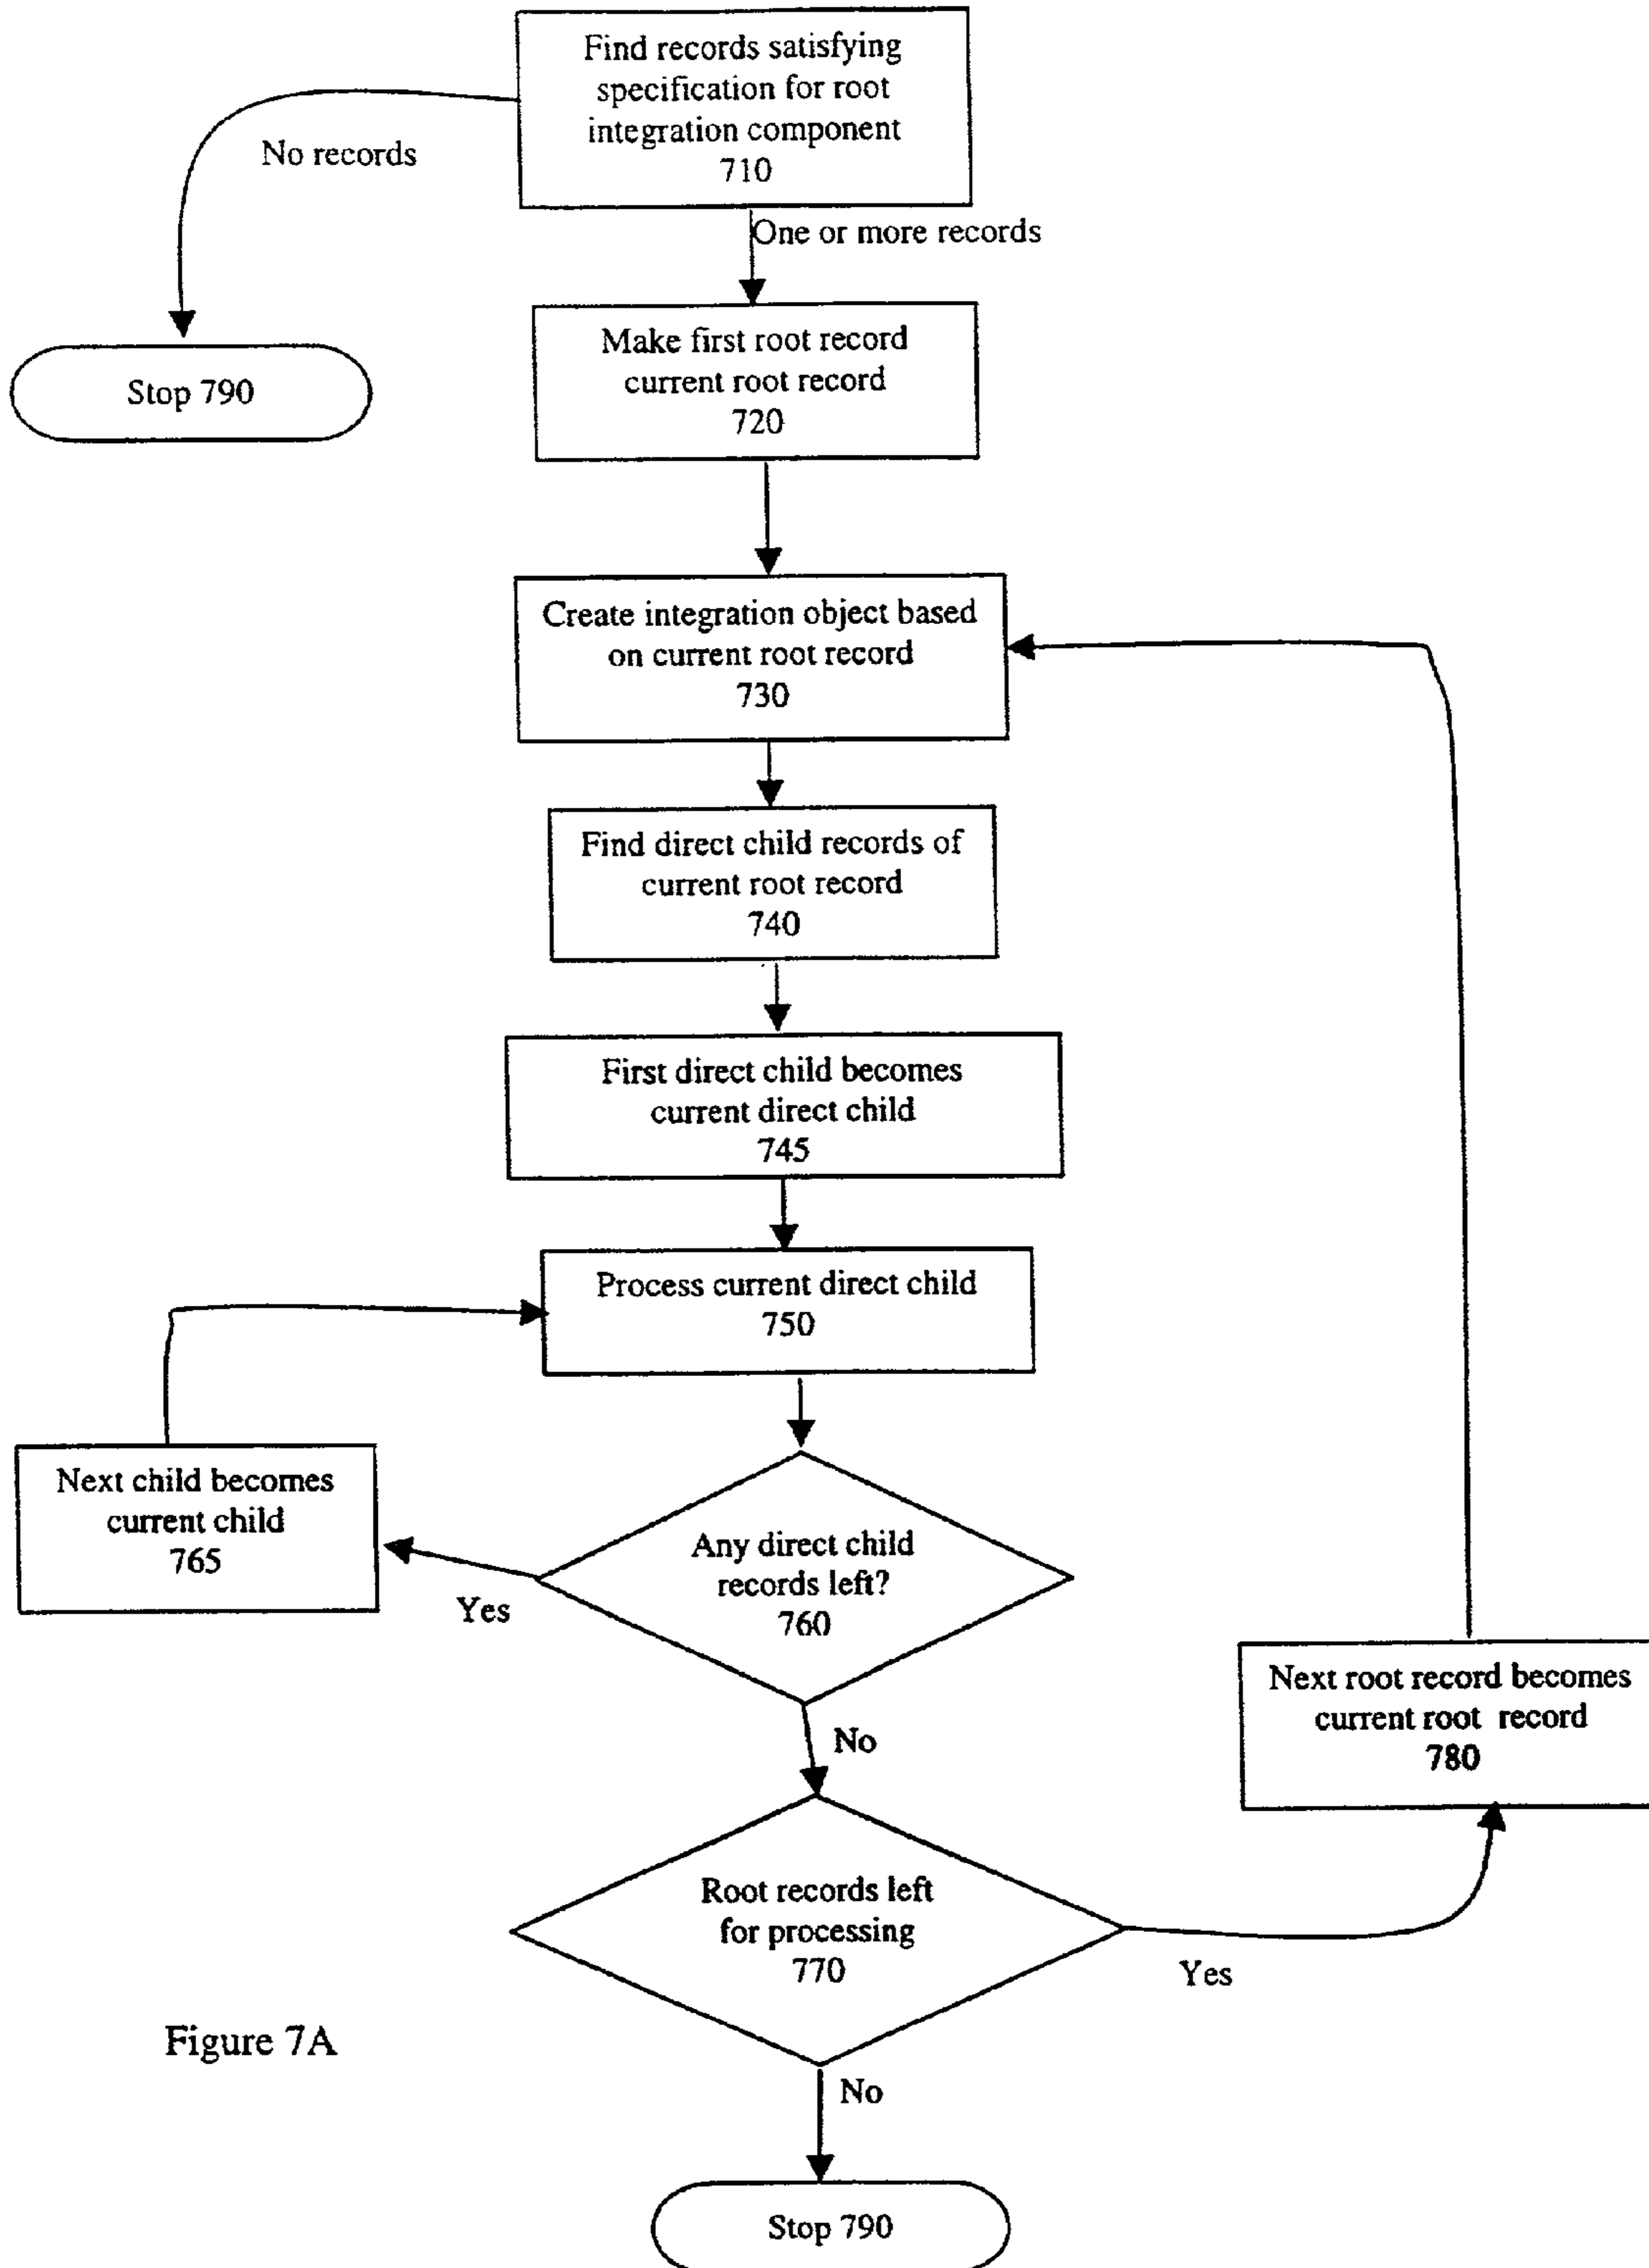 Find records satisfying
specification for root
integration component
710
No records
One or more records
Make first root record
current root record
720
Stop 790
Create integration object based
on current root record
730
Find direct child records of
current root record
740
First direct child becomes
current direct child
745
Process current direct child
750
Next child becomes
current child
765
Any direct child
records left?
760
Yes
Next root record becomes
current root record
780
No
Root records left
for processing
770
Yes
Figure 7A
No
Stop 790